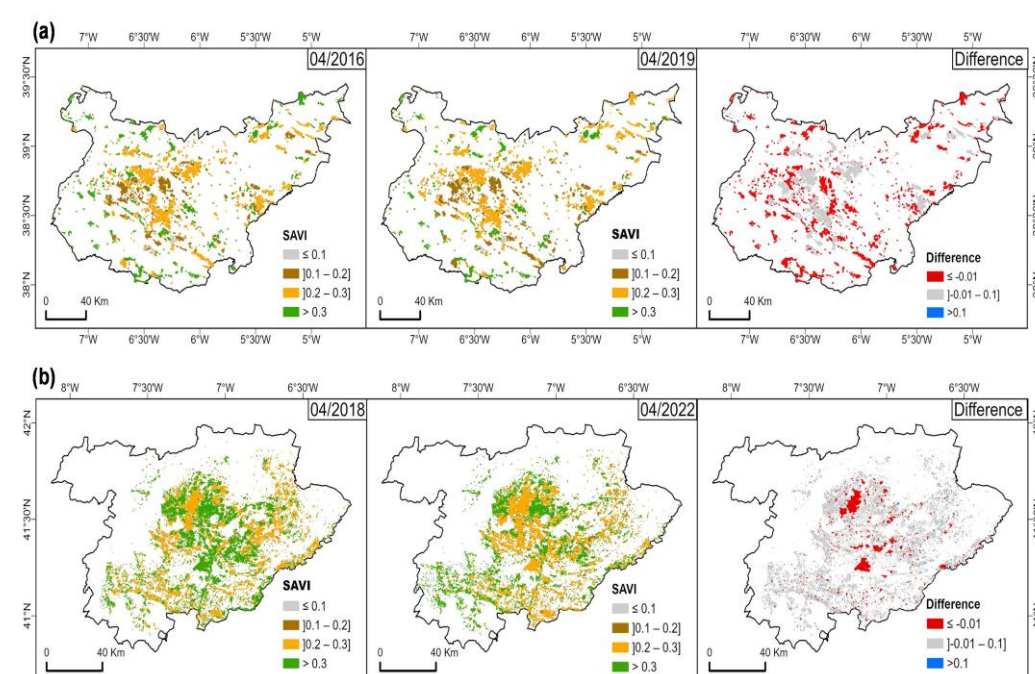 (a)
7°W 6°30'W 6°W 5°30'W 5°W 7°W 6°30'W 6°W 5°30'W 5°W 7°W 6°30'W 6°W 5°30'W 5°W
04/2016 04/2019 Difference
39°30'N
39°N
38°30'N
38°N
SAVI
≤ 0.1
]0.1 – 0.2]
]0.2 – 0.3]
> 0.3
0 40 Km
SAVI
≤ 0.1
]0.1 – 0.2]
]0.2 – 0.3]
> 0.3
0 40 Km
Difference
≤ -0.01
]-0.01 – 0.1]
>0.1
0 40 Km
7°W 6°30'W 6°W 5°30'W 5°W 7°W 6°30'W 6°W 5°30'W 5°W 7°W 6°30'W 6°W 5°30'W 5°W
(b)
8°W 7°30'W 7°W 6°30'W 8°W 7°30'W 7°W 6°30'W 8°W 7°30'W 7°W 6°30'W
04/2018 04/2022 Difference
42°N
41°30'N
41°N
SAVI
≤ 0.1
]0.1 – 0.2]
]0.2 – 0.3]
> 0.3
0 40 Km
SAVI
≤ 0.1
]0.1 – 0.2]
]0.2 – 0.3]
> 0.3
0 40 Km
Difference
≤ -0.01
]-0.01 – 0.1]
>0.1
0 40 Km